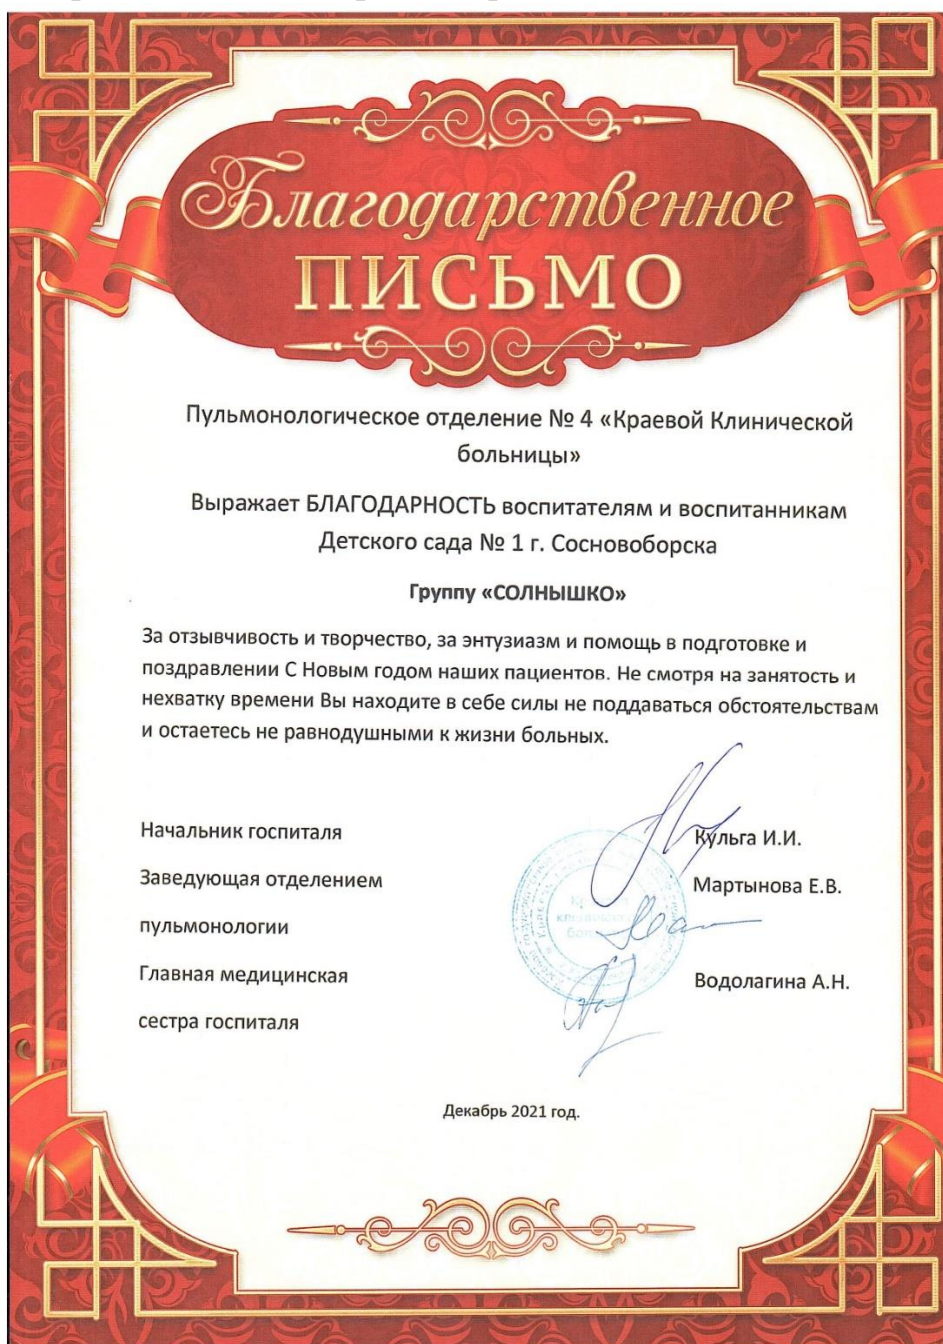 Благодарственное
ПИСЬМО
Пульмонологическое отделение № 4 «Краевой Клинической
больницы»
Выражает БЛАГОДАРНОСТЬ воспитателям и воспитанникам
Детского сада № 1 г. Сосновоборска
Группу «СОЛНЫШКО»
За отзывчивость и творчество, за энтузиазм и помощь в подготовке и
поздравлении С Новым годом наших пациентов. Не смотря на занятость и
нехватку времени Вы находите в себе силы не поддаваться обстоятельствам
и остаетесь не равнодушными к жизни больных.
Начальник госпиталя Кульга И.И.
Заведующая отделением Мартынова Е.В.
пульмонологии
Главная медицинская Водолагина А.Н.
сестра госпиталя
Декабрь 2021 год.